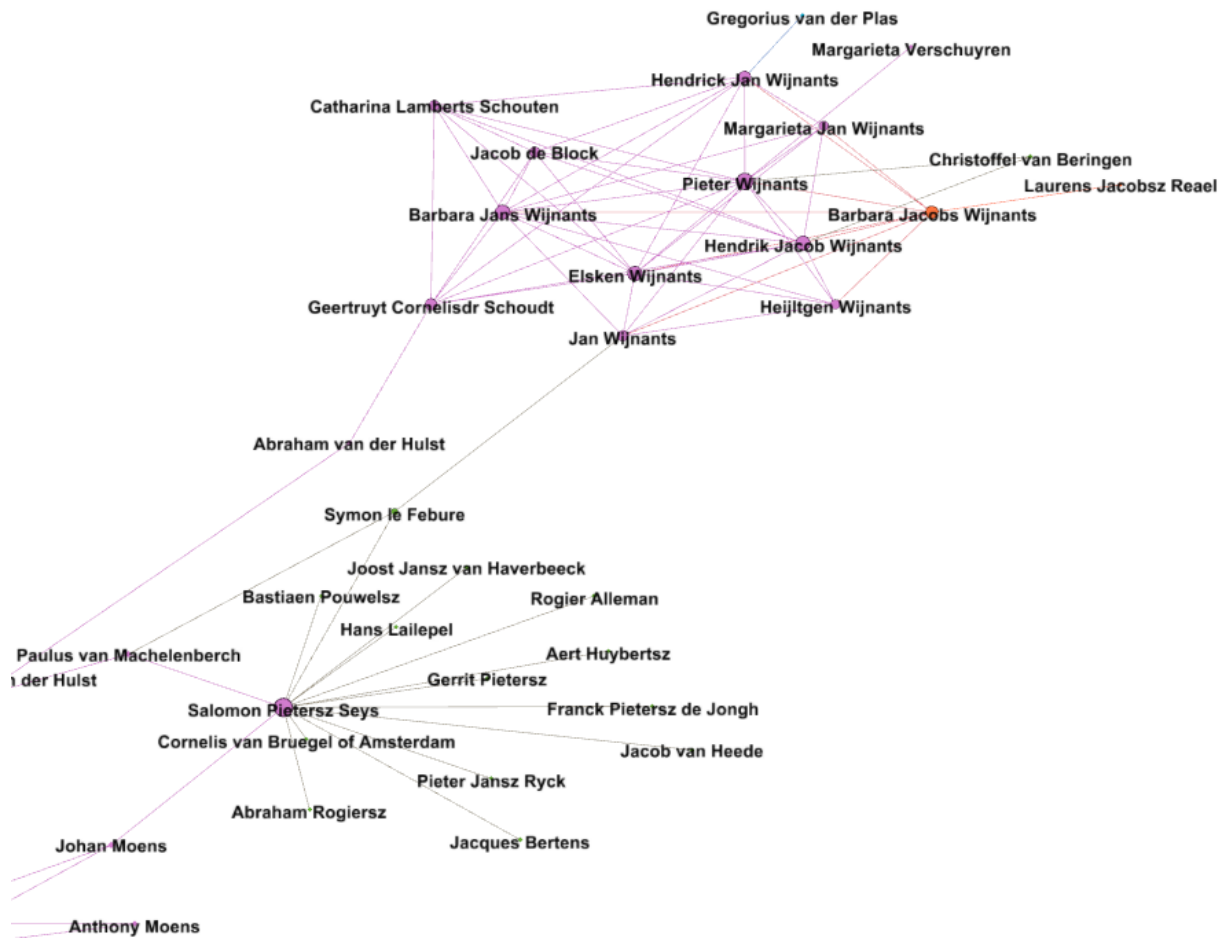 Gregorius van der Plas
Margarieta Verschuyren
Hendrick Jan Wijnants
Catharina Lamberts Schouten
Margarieta Jan Wijnants
Jacob de Block
Christoffel van Beringen
Pieter Wijnants
Laurens Jacobsz Reael
Barbara Jans Wijnants
Barbara Jacobs Wijnants
Hendrik Jacob Wijnants
Elsken Wijnants
Geertruyt Cornelisdr Schoudt
Heijltgen Wijnants
Jan Wijnants
Abraham van der Hulst
Symon le Febure
Joost Jansz van Haverbeeck
Bastiaen Pouwelsz
Rogier Alleman
Hans Lailepel
Paulus van Machelenberch
Aert Huybertsz
der Hulst
Gerrit Pietersz
Salomon Pietersz Seys
Franck Pietersz de Jongh
Cornelis van Bruegel of Amsterdam
Jacob van Heede
Pieter Jansz Ryck
Abraham Rogiersz
Jacques Bertens
Johan Moens
Anthony Moens